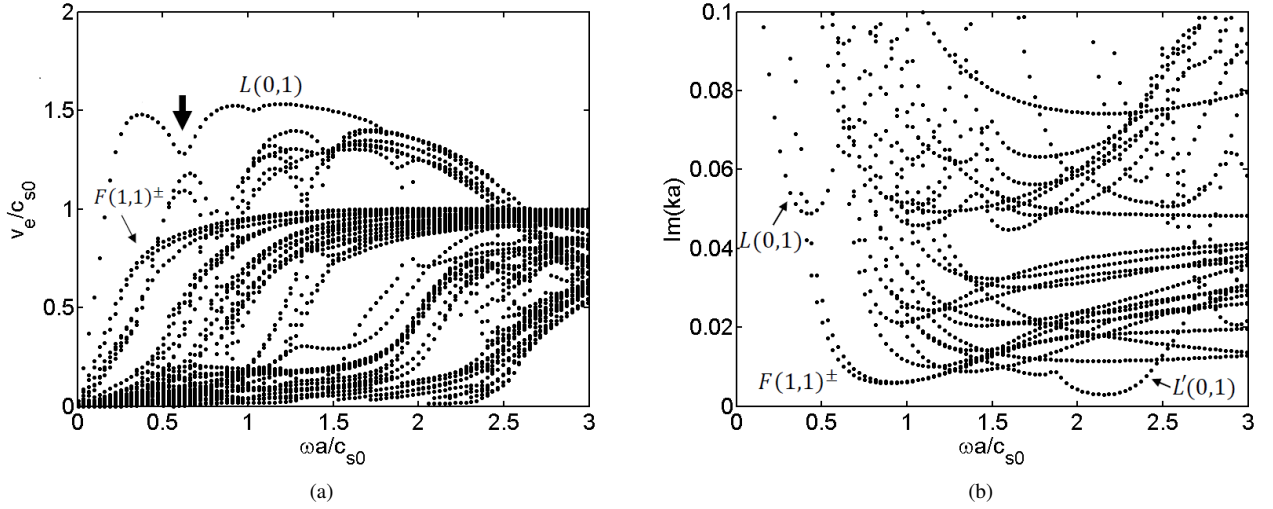 2
1.5
1
0.5
0
0
0.5
1
1.5
2
2.5
3
v_e/c_s0
ωa/c_s0
L(0,1)
F(1,1)^±
(a)
0.1
0.08
0.06
0.04
0.02
0
0
0.5
1
1.5
2
2.5
3
Im(ka)
ωa/c_s0
L(0,1)
F(1,1)^±
L′(0,1)
(b)